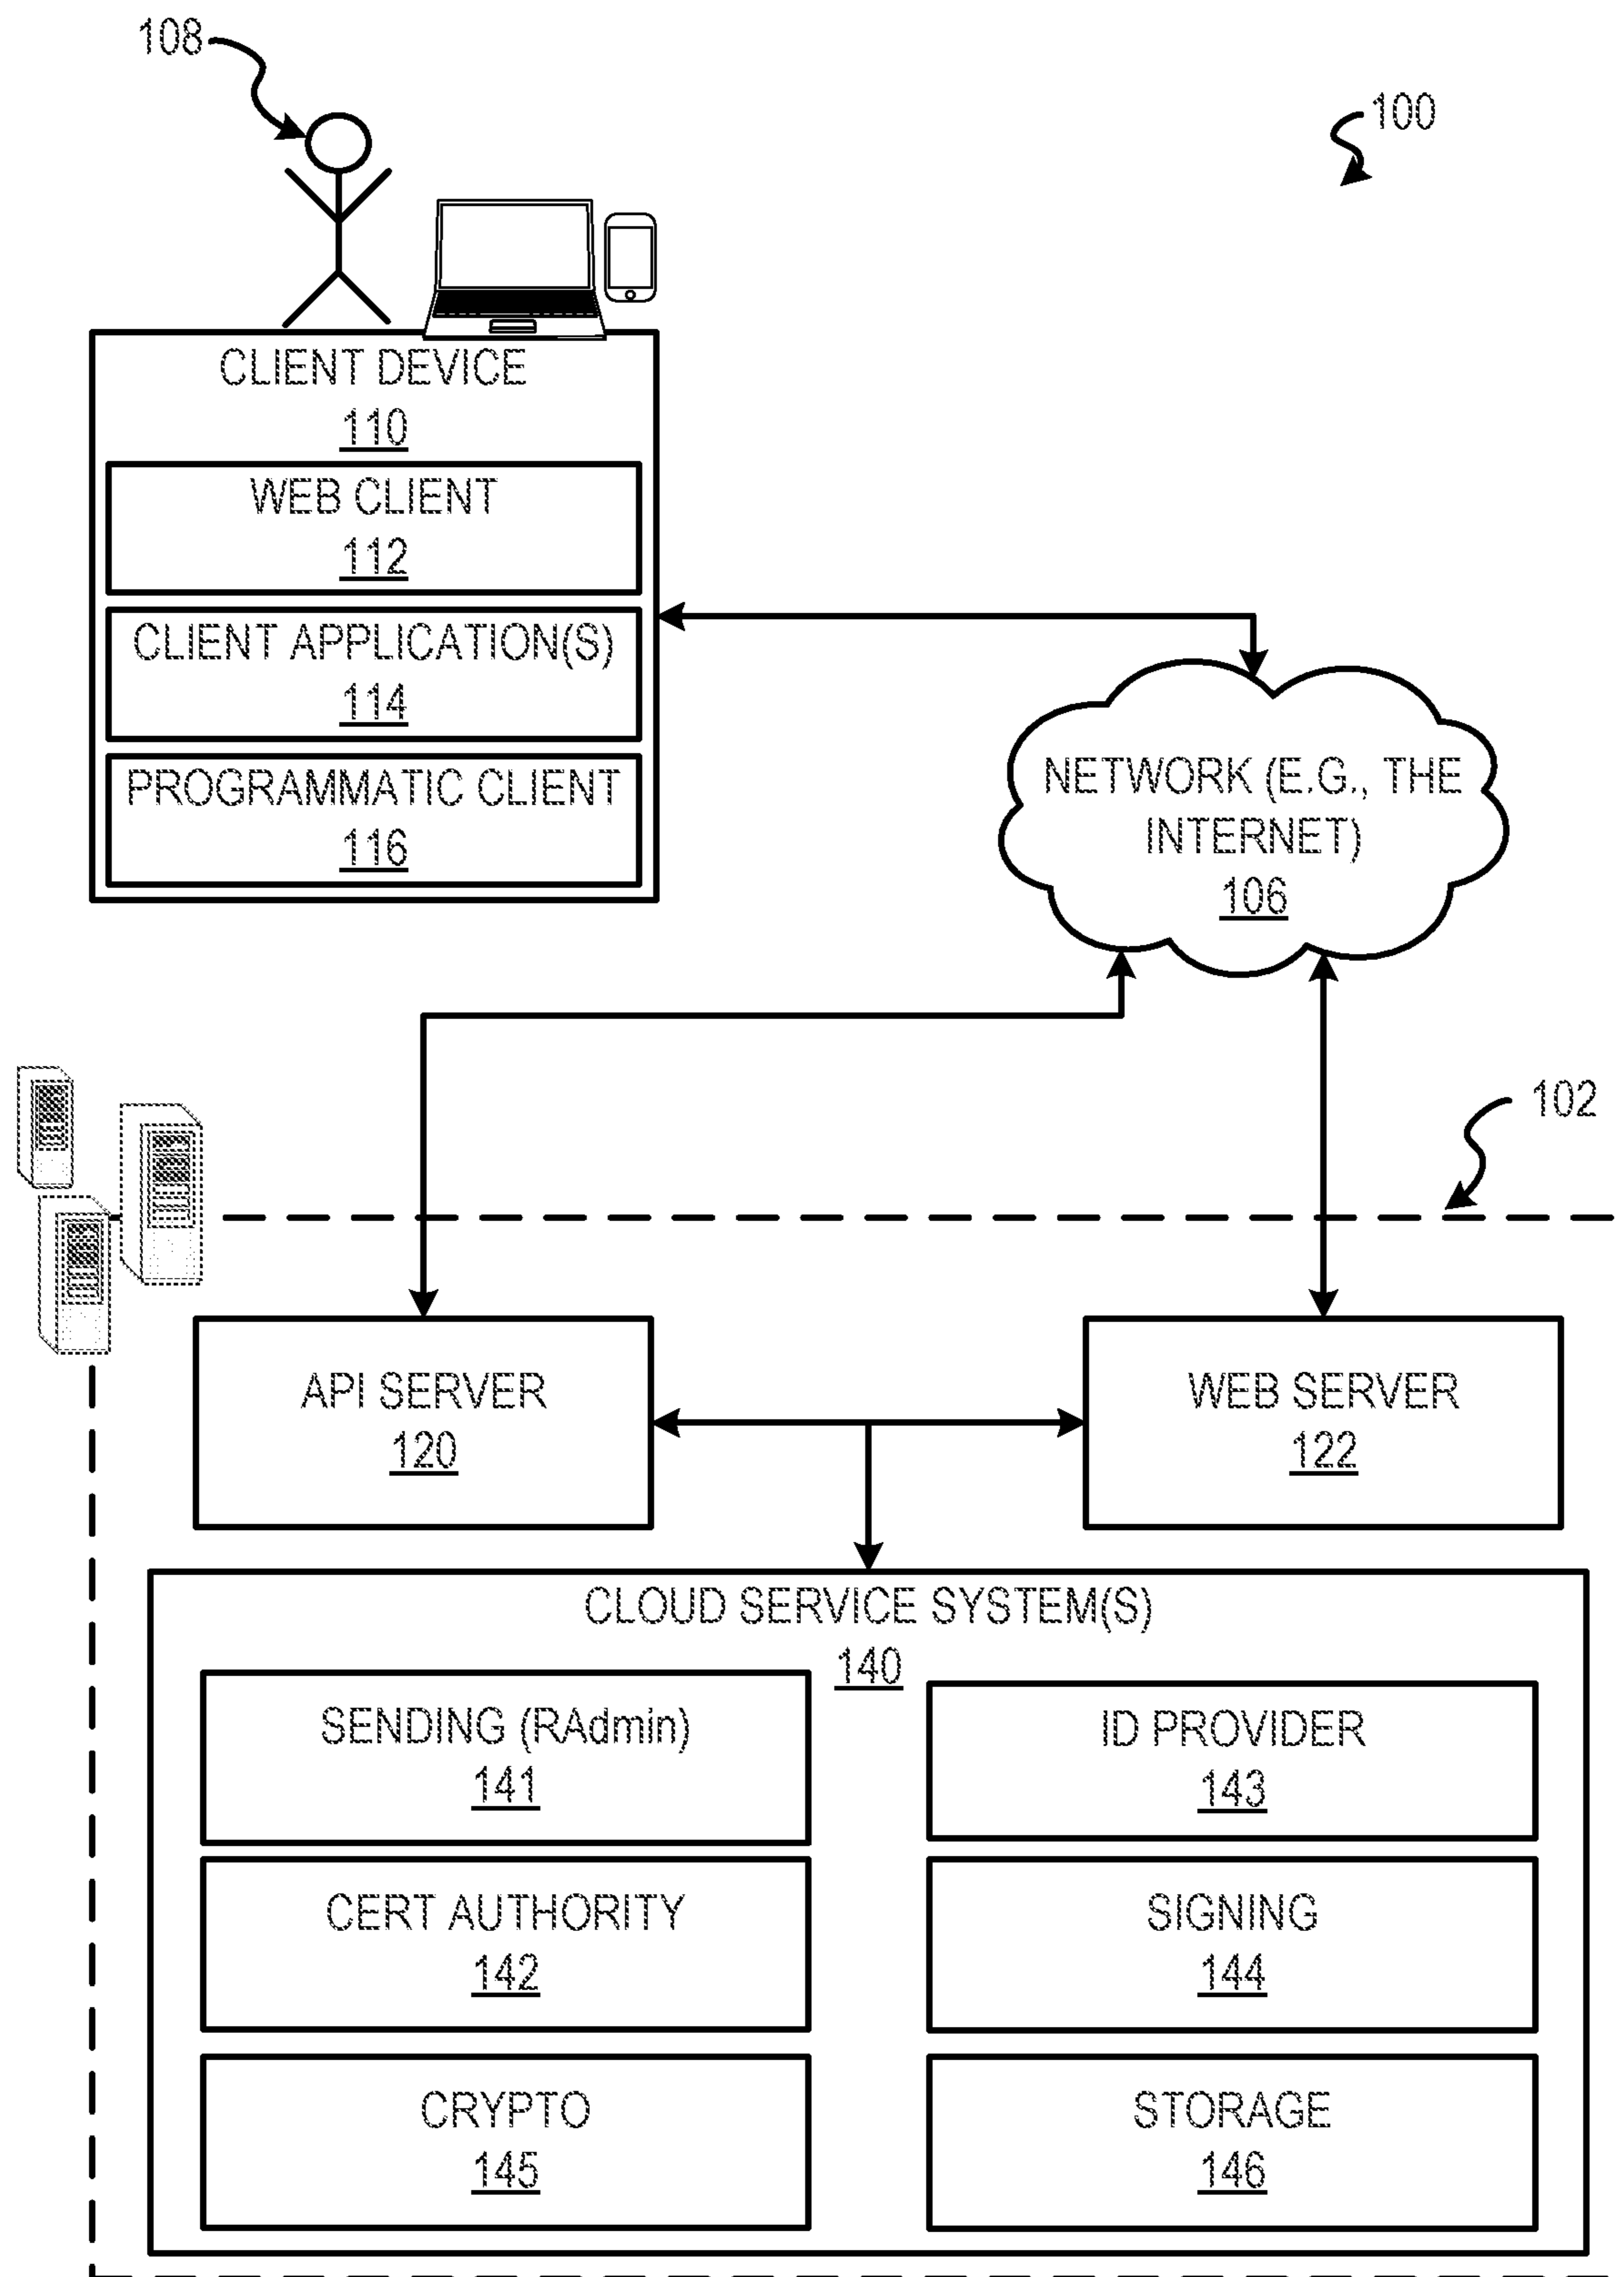 108
100
CLIENT DEVICE
110
WEB CLIENT
112
CLIENT APPLICATION(S)
114
PROGRAMMATIC CLIENT
116
NETWORK (E.G., THE
INTERNET)
106
102
API SERVER
120
WEB SERVER
122
CLOUD SERVICE SYSTEM(S)
140
SENDING (RAdmin)
141
ID PROVIDER
143
CERT AUTHORITY
142
SIGNING
144
CRYPTO
145
STORAGE
146